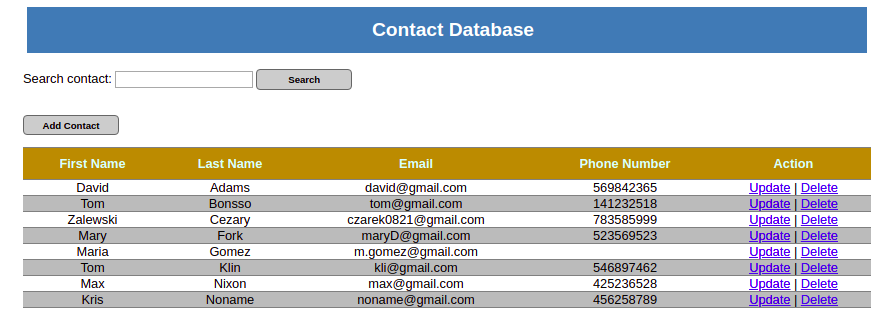 Contact Database
Search contact: Search
Add Contact
First Name Last Name Email Phone Number Action
David Adams david@gmail.com 569842365 Update | Delete
Tom Bonsso tom@gmail.com 141232518 Update | Delete
Zalewski Cezary czarek0821@gmail.com 783585999 Update | Delete
Mary Fork maryD@gmail.com 523569523 Update | Delete
Maria Gomez m.gomez@gmail.com Update | Delete
Tom Klin kli@gmail.com 546897462 Update | Delete
Max Nixon max@gmail.com 425236528 Update | Delete
Kris Noname noname@gmail.com 456258789 Update | Delete